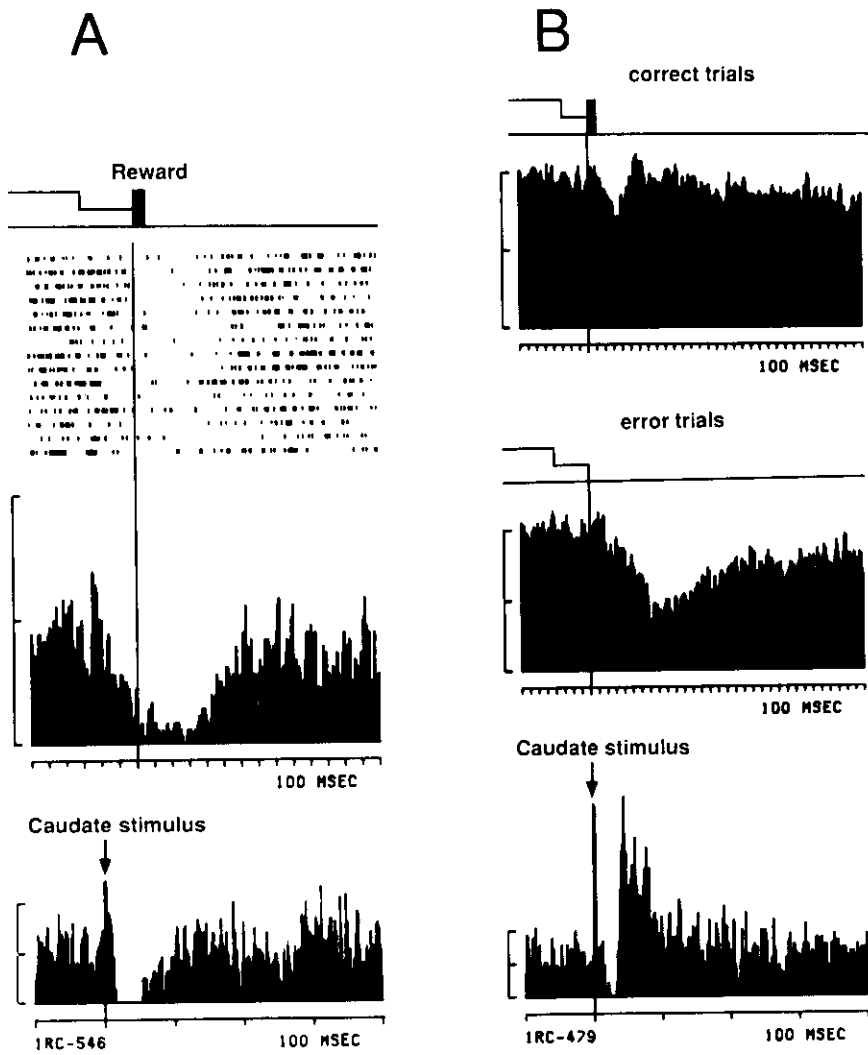 A
Reward
100 MSEC
Caudate stimulus
1RC-546
100 MSEC
B
correct trials
100 MSEC
error trials
100 MSEC
Caudate stimulus
1RC-479
100 MSEC